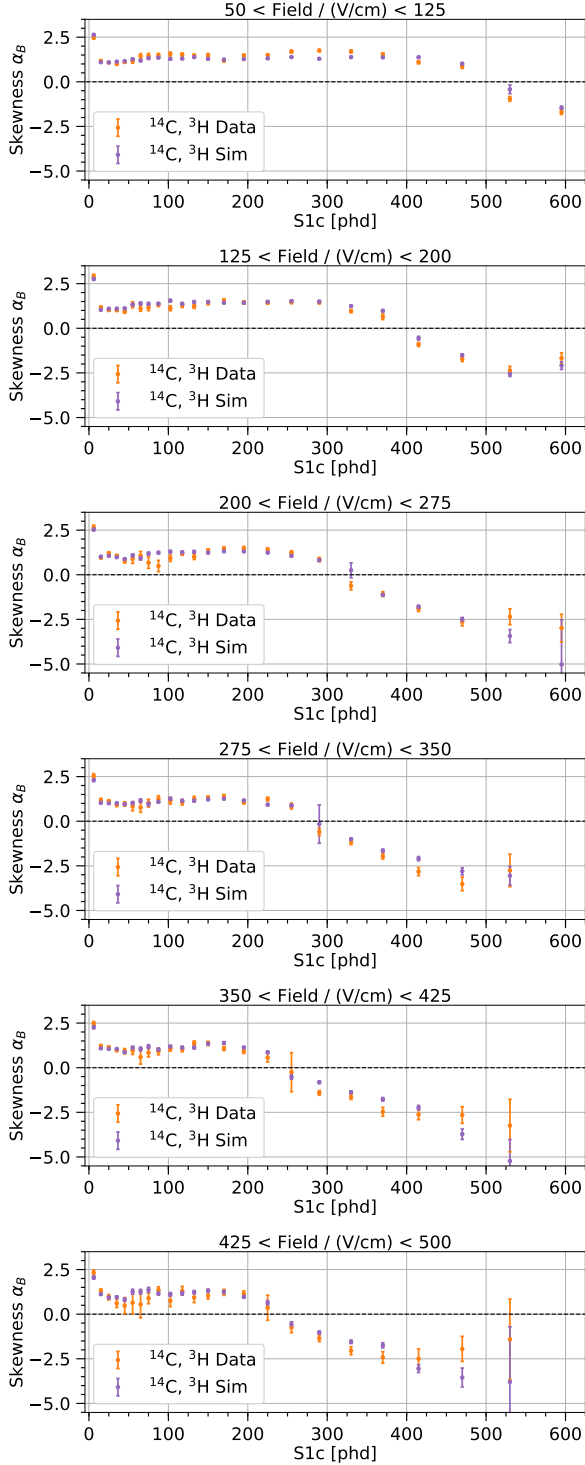 50 < Field / (V/cm) < 125
Skewness α_B
2.5
0.0
−2.5
−5.0
¹⁴C, ³H Data
¹⁴C, ³H Sim
0 100 200 300 400 500 600
S1c [phd]
125 < Field / (V/cm) < 200
Skewness α_B
2.5
0.0
−2.5
−5.0
¹⁴C, ³H Data
¹⁴C, ³H Sim
0 100 200 300 400 500 600
S1c [phd]
200 < Field / (V/cm) < 275
Skewness α_B
2.5
0.0
−2.5
−5.0
¹⁴C, ³H Data
¹⁴C, ³H Sim
0 100 200 300 400 500 600
S1c [phd]
275 < Field / (V/cm) < 350
Skewness α_B
2.5
0.0
−2.5
−5.0
¹⁴C, ³H Data
¹⁴C, ³H Sim
0 100 200 300 400 500 600
S1c [phd]
350 < Field / (V/cm) < 425
Skewness α_B
2.5
0.0
−2.5
−5.0
¹⁴C, ³H Data
¹⁴C, ³H Sim
0 100 200 300 400 500 600
S1c [phd]
425 < Field / (V/cm) < 500
Skewness α_B
2.5
0.0
−2.5
−5.0
¹⁴C, ³H Data
¹⁴C, ³H Sim
0 100 200 300 400 500 600
S1c [phd]